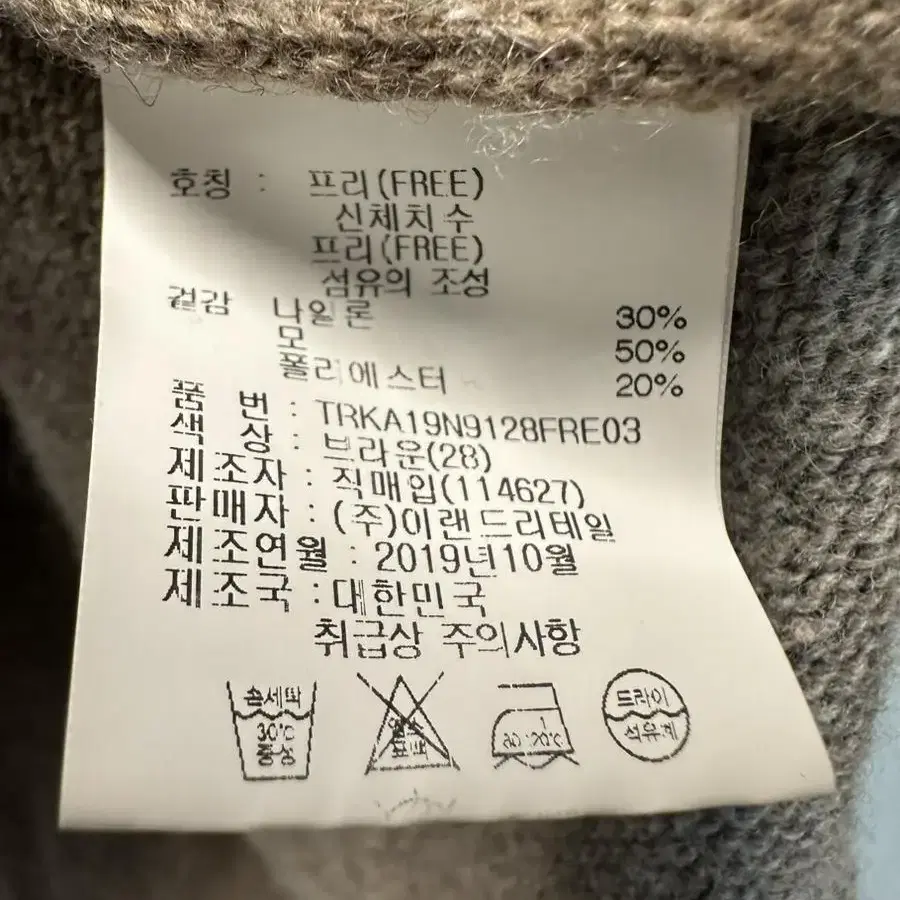 호칭 : 프리(FREE)
신체치수
프리(FREE)
섬유의 조성
겉감 나일론 30%
모 50%
폴리에스터 20%
품 번 : TRKA19N9128FRE03
색 상 : 브라운(28)
제조자 : 직매입(114627)
판매자 : (주)이랜드리테일
제조연월 : 2019년10월
제조국 : 대한민국
취급상 주의사항
손세탁 30℃ 중성
표백
드라이 석유계